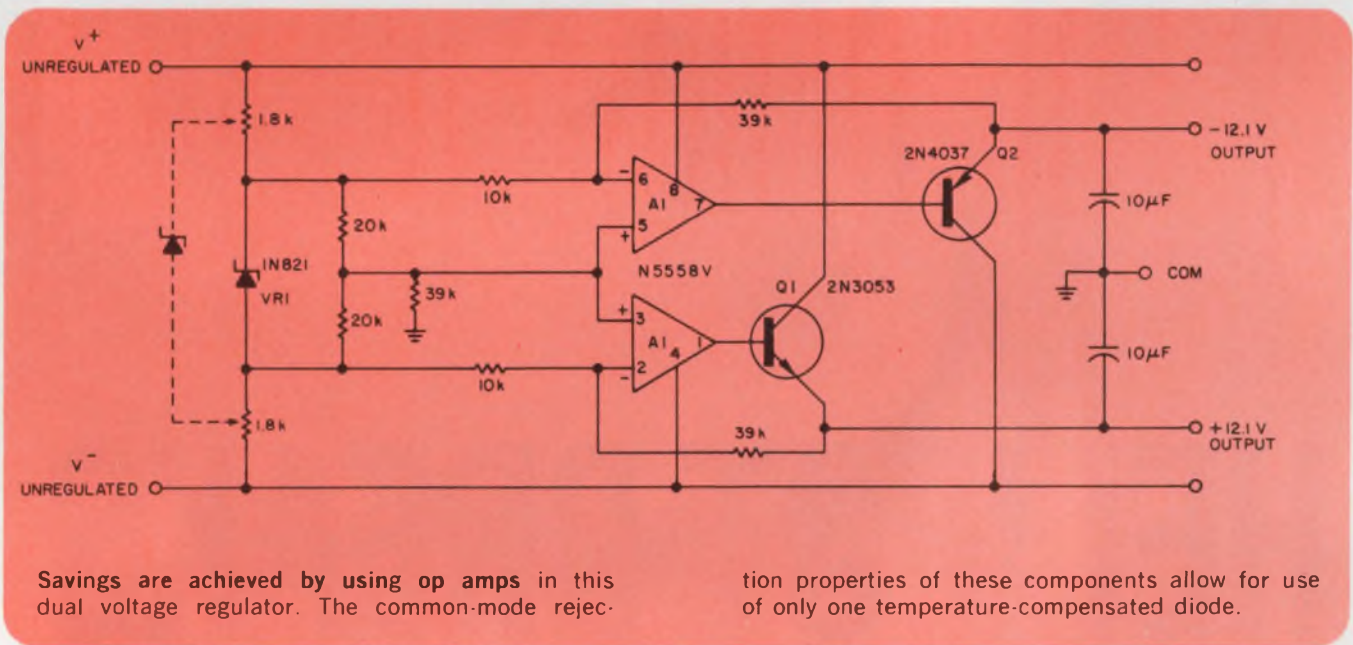 V+
UNREGULATED
1.8k
39k
-12.1 V
OUTPUT
2N4037 Q2
6
8
A1
7
5
10k
20k
10µF
1N821
VR1
39k
N5558V
COM
Q1 2N3053
20k
3
A1
1
4
2
10k
10µF
1.8k
39k
+12.1 V
OUTPUT
V-
UNREGULATED
Savings are achieved by using op amps in this
dual voltage regulator. The common-mode rejec-
tion properties of these components allow for use
of only one temperature-compensated diode.